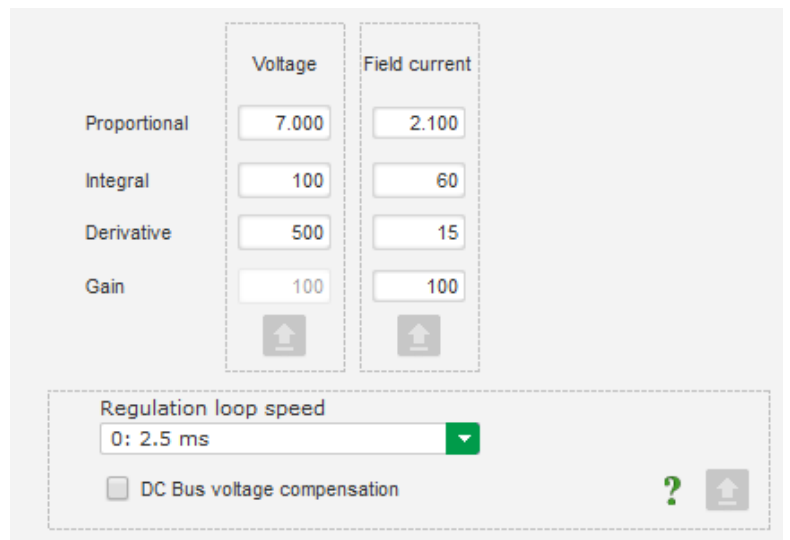 Voltage Field current
Proportional 7.000 2.100
Integral 100 60
Derivative 500 15
Gain 100 100
Regulation loop speed
0: 2.5 ms
DC Bus voltage compensation ?